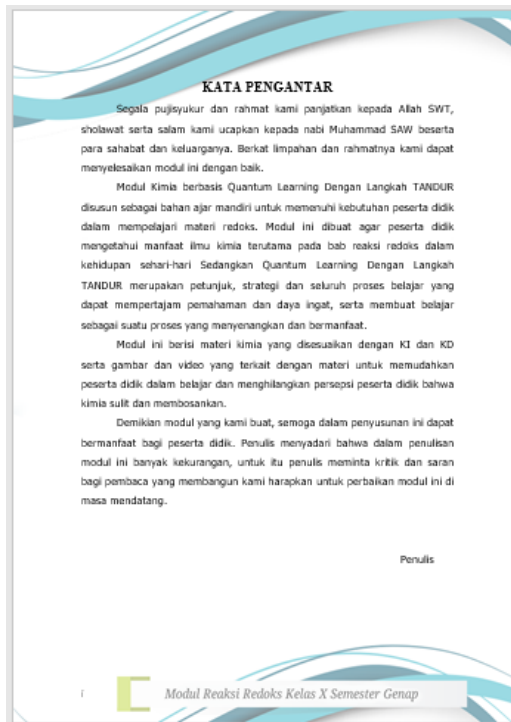 KATA PENGANTAR
Segala pujisyukur dan rahmat kami panjatkan kepada Allah SWT,
sholawat serta salam kami ucapkan kepada nabi Muhammad SAW beserta
para sahabat dan keluarganya. Berkat limpahan dan rahmatnya kami dapat
menyelesaikan modul ini dengan baik.
Modul Kimia berbasis Quantum Learning Dengan Langkah TANDUR
disusun sebagai bahan ajar mandiri untuk memenuhi kebutuhan peserta didik
dalam mempelajari materi redoks. Modul ini dibuat agar peserta didik
mengetahui manfaat ilmu kimia terutama pada bab reaksi redoks dalam
kehidupan sehari-hari Sedangkan Quantum Learning Dengan Langkah
TANDUR merupakan petunjuk, strategi dan seluruh proses belajar yang
dapat mempertajam pemahaman dan daya ingat, serta membuat belajar
sebagai suatu proses yang menyenangkan dan bermanfaat.
Modul ini berisi materi kimia yang disesuaikan dengan KI dan KD
serta gambar dan video yang terkait dengan materi untuk memudahkan
peserta didik dalam belajar dan menghilangkan persepsi peserta didik bahwa
kimia sulit dan membosankan.
Demikian modul yang kami buat, semoga dalam penyusunan ini dapat
bermanfaat bagi peserta didik. Penulis menyadari bahwa dalam penulisan
modul ini banyak kekurangan, untuk itu penulis meminta kritik dan saran
bagi pembaca yang membangun kami harapkan untuk perbaikan modul ini di
masa mendatang.
Penulis
i Modul Reaksi Redoks Kelas X Semester Genap